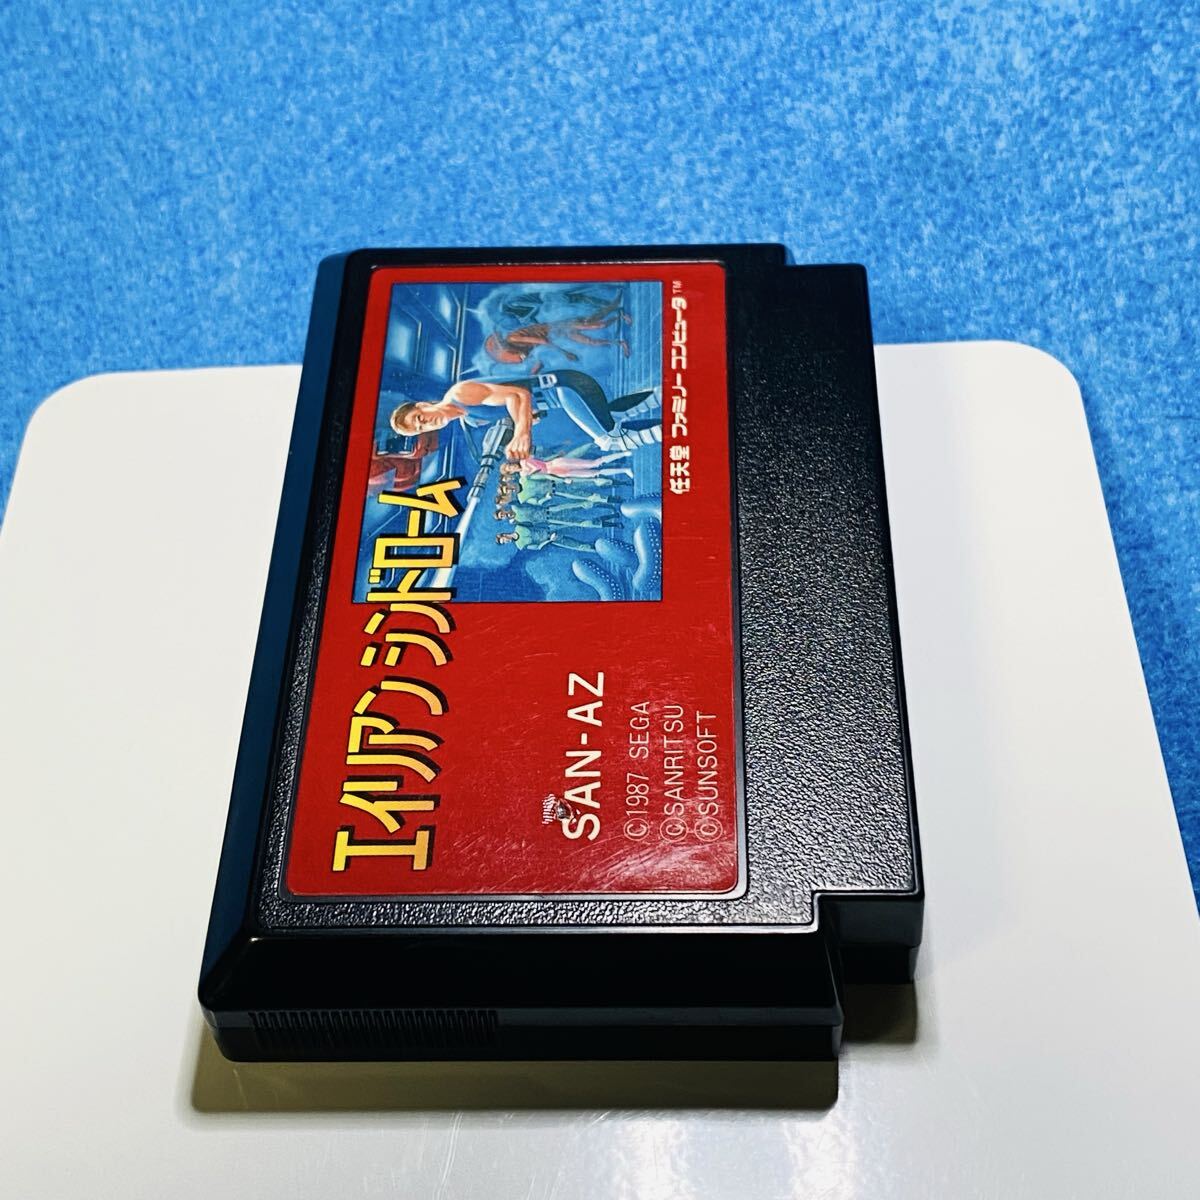 エイリアンシンドローム
SAN-AZ
©1987 SEGA
©SANRITSU
©SUNSOFT
任天堂 ファミリーコンピュータ™